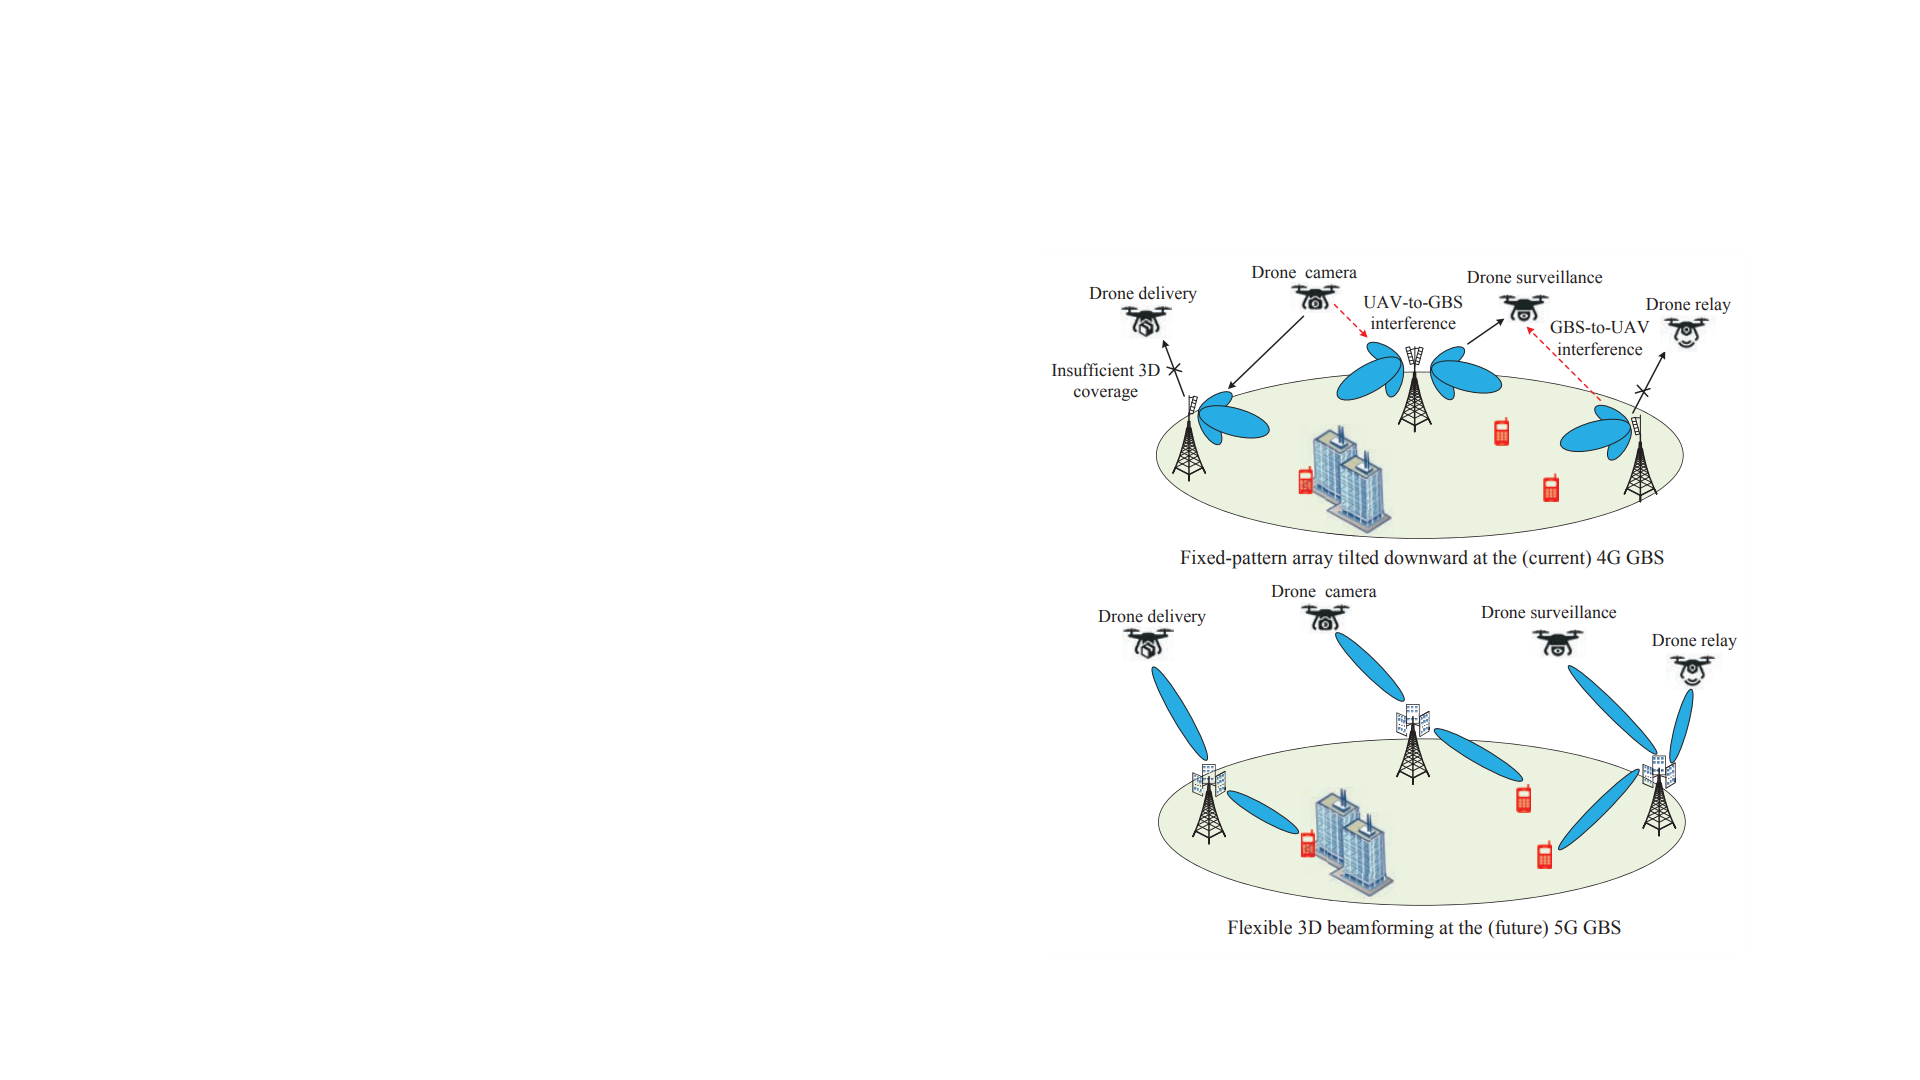 Drone camera
Drone surveillance
Drone delivery
UAV-to-GBS
interference
Drone relay
GBS-to-UAV
interference
Insufficient 3D
coverage
Fixed-pattern array tilted downward at the (current) 4G GBS
Drone camera
Drone delivery
Drone surveillance
Drone relay
Flexible 3D beamforming at the (future) 5G GBS